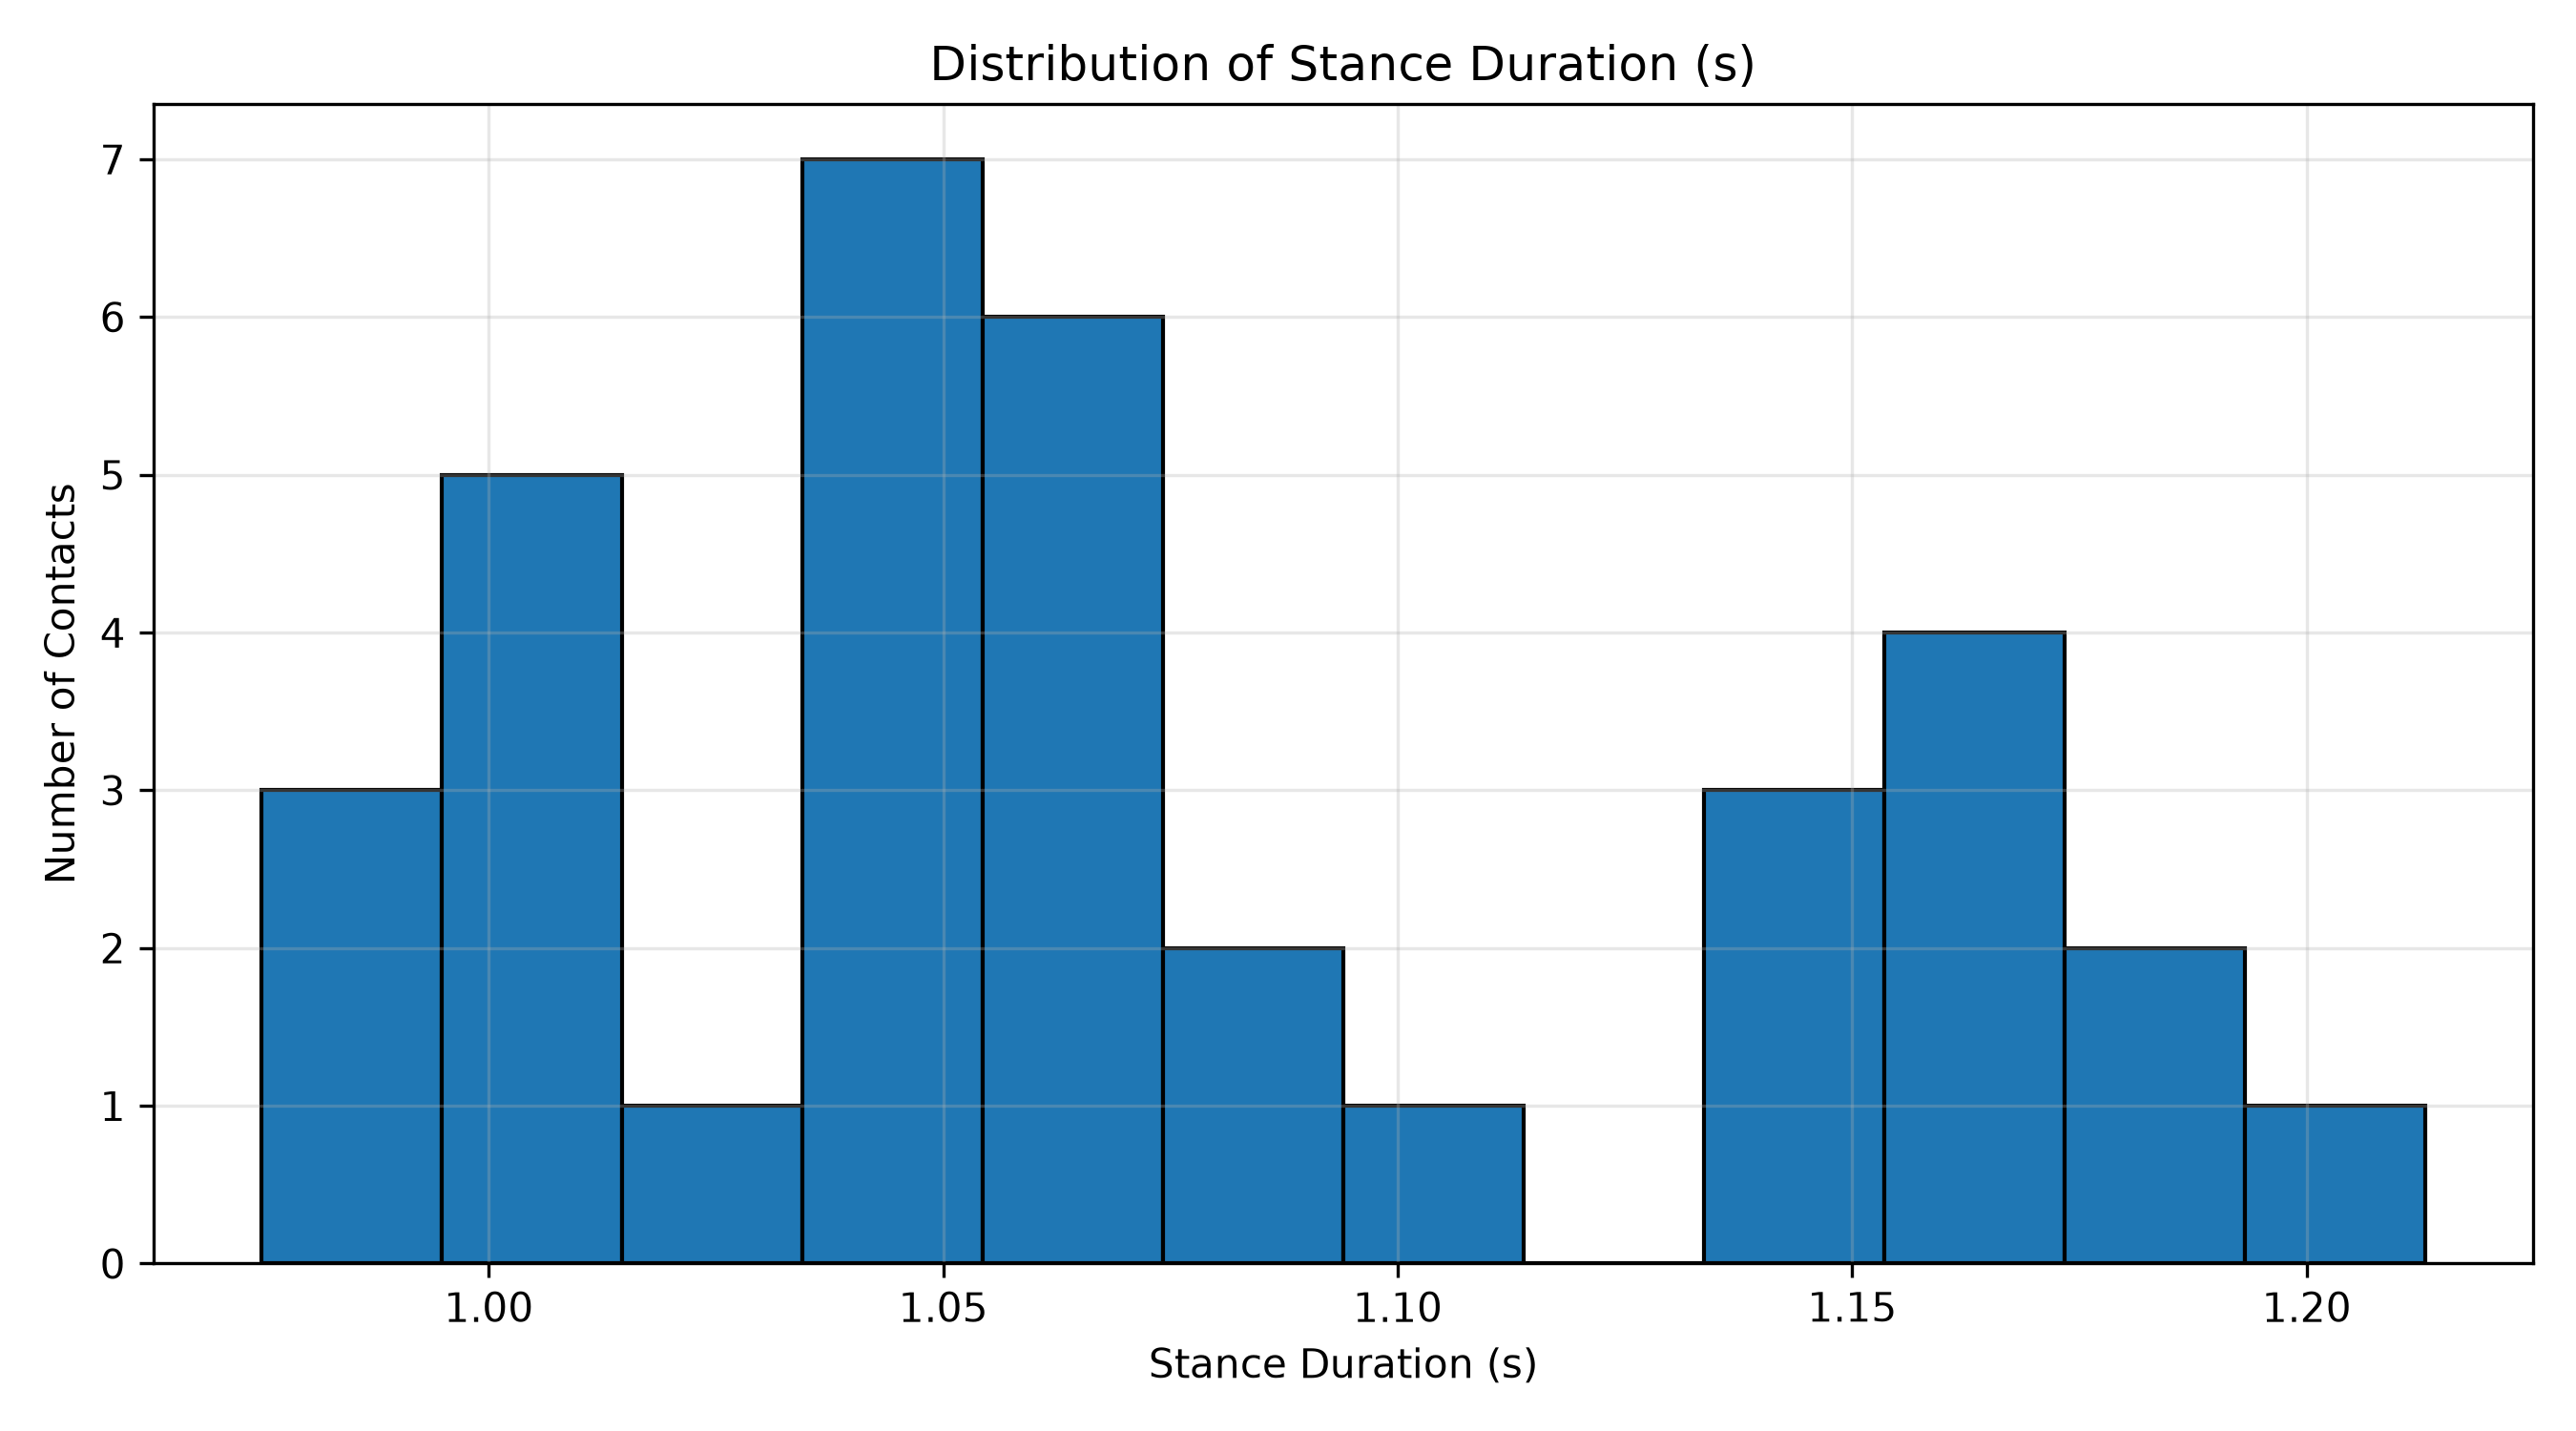 Distribution of Stance Duration (s)
Number of Contacts
7
6
5
4
3
2
1
0
1.00 1.05 1.10 1.15 1.20
Stance Duration (s)